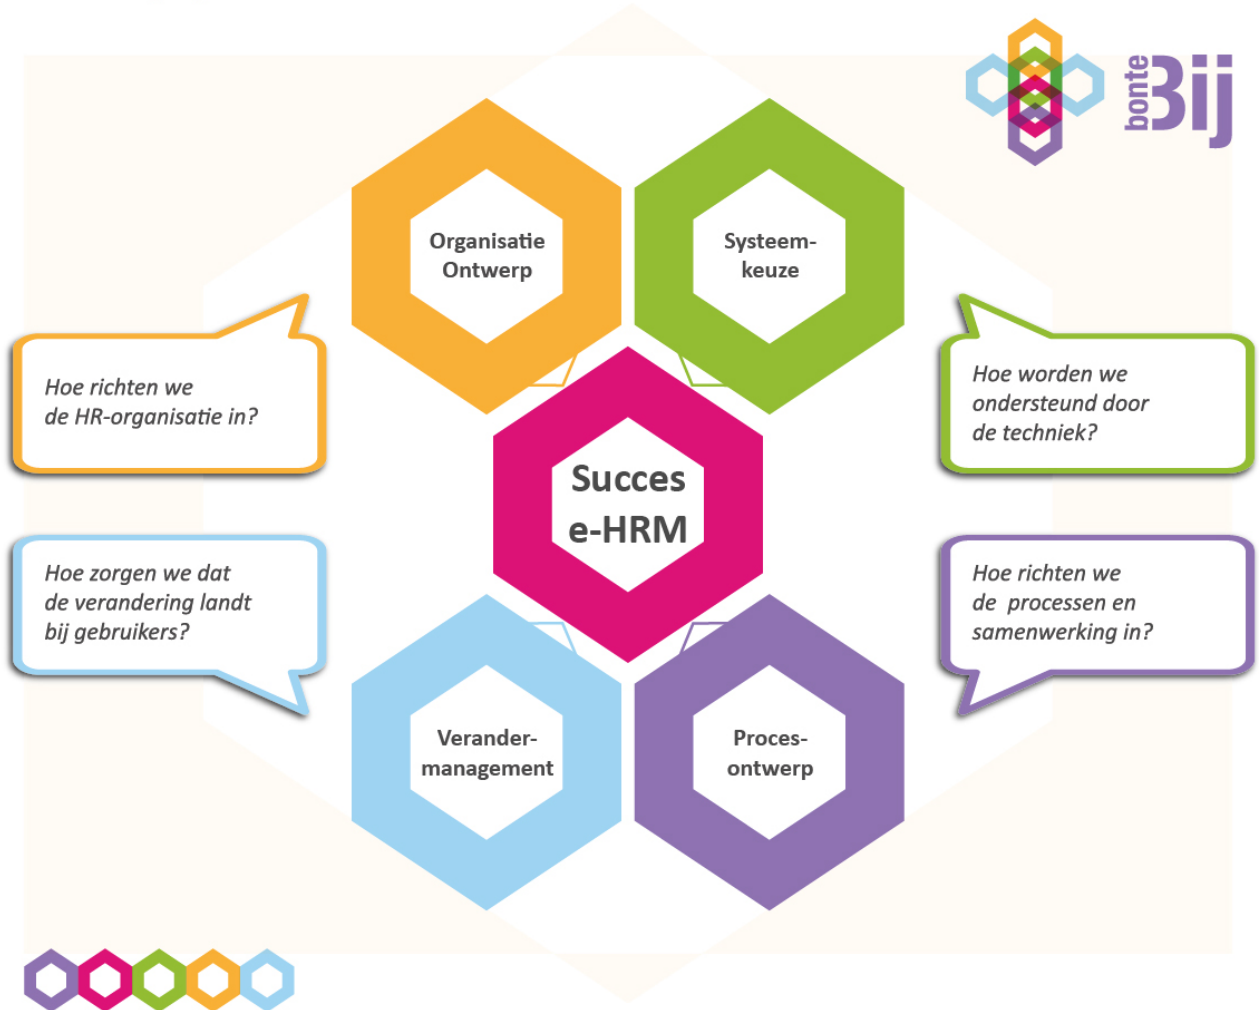 bonte
Bij
Organisatie
Ontwerp
Systeem-
keuze
Hoe richten we
de HR-organisatie in?
Hoe worden we
ondersteund door
de techniek?
Succes
e-HRM
Hoe zorgen we dat
de verandering landt
bij gebruikers?
Hoe richten we
de processen en
samenwerking in?
Verander-
management
Proces-
ontwerp